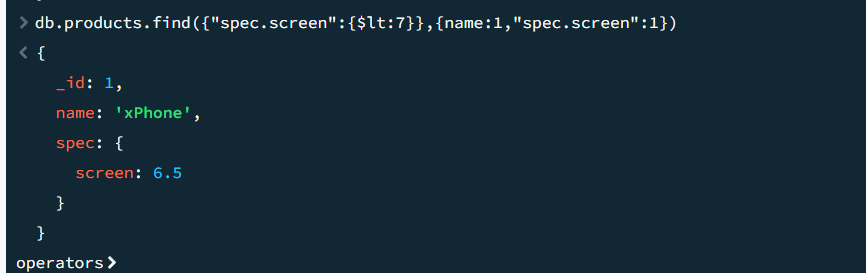 > db.products.find({"spec.screen":{$lt:7}},{name:1,"spec.screen":1})
< {
_id: 1,
name: 'xPhone',
spec: {
screen: 6.5
}
}
operators>